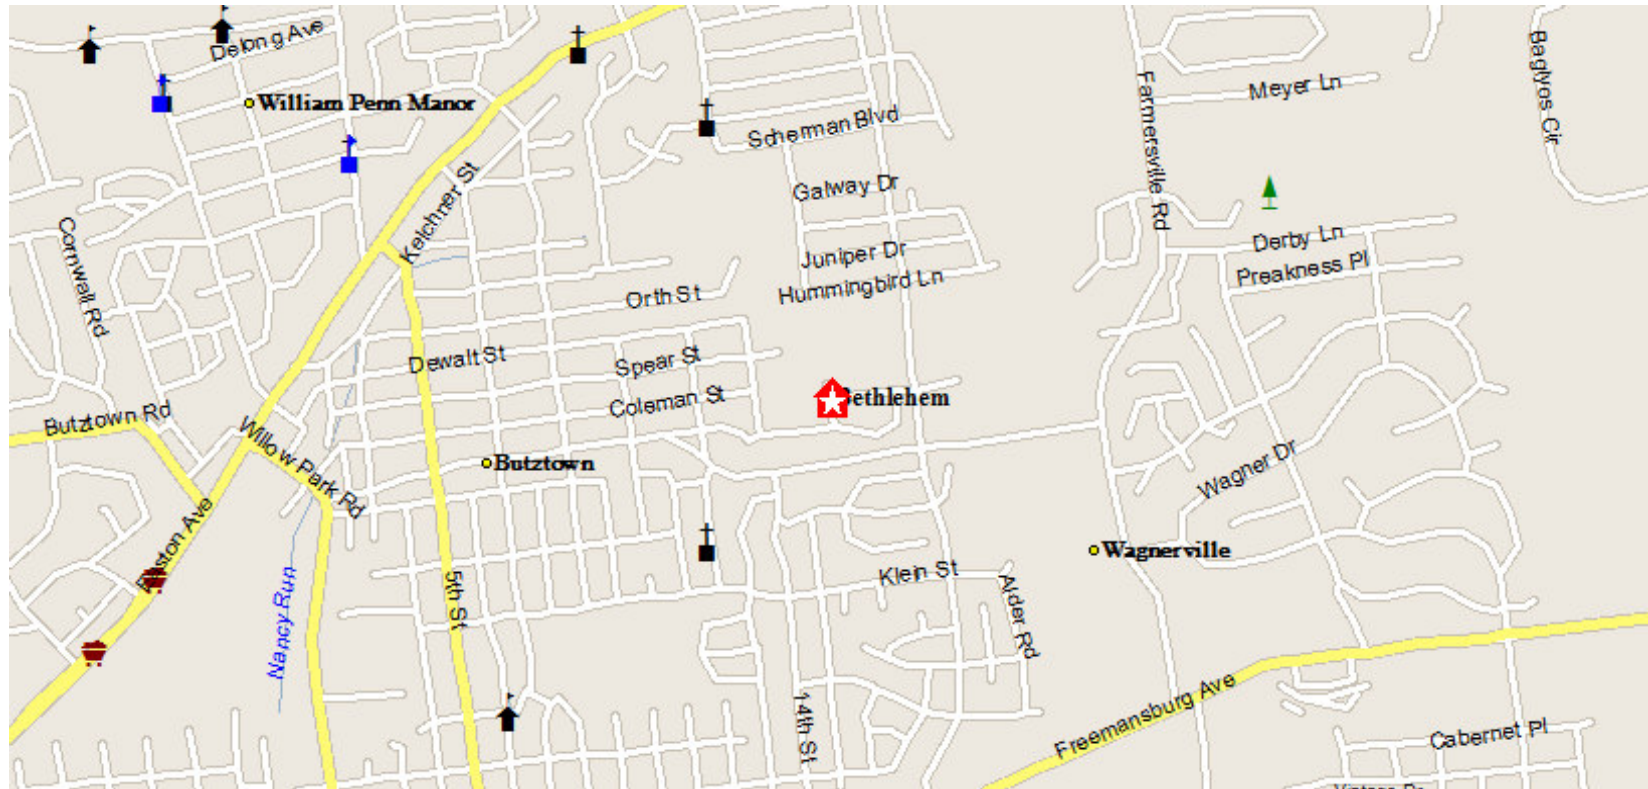 Delong Ave
William Penn Manor
Scherman Blvd
Meyer Ln
Baglyos Cir
Farmersville Rd
Kelchner St
Galway Dr
Cornwall Rd
Juniper Dr
Derby Ln
Preakness Pl
Hummingbird Ln
Orth St
Dewalt St
Spear St
Coleman St
Bethlehem
Butztown Rd
Willow Park Rd
Butztown
Wagner Dr
Easton Ave
Wagnerville
Klein St
Alder Rd
5th St
Nancy Run
14th St
Freemansburg Ave
Cabernet Pl